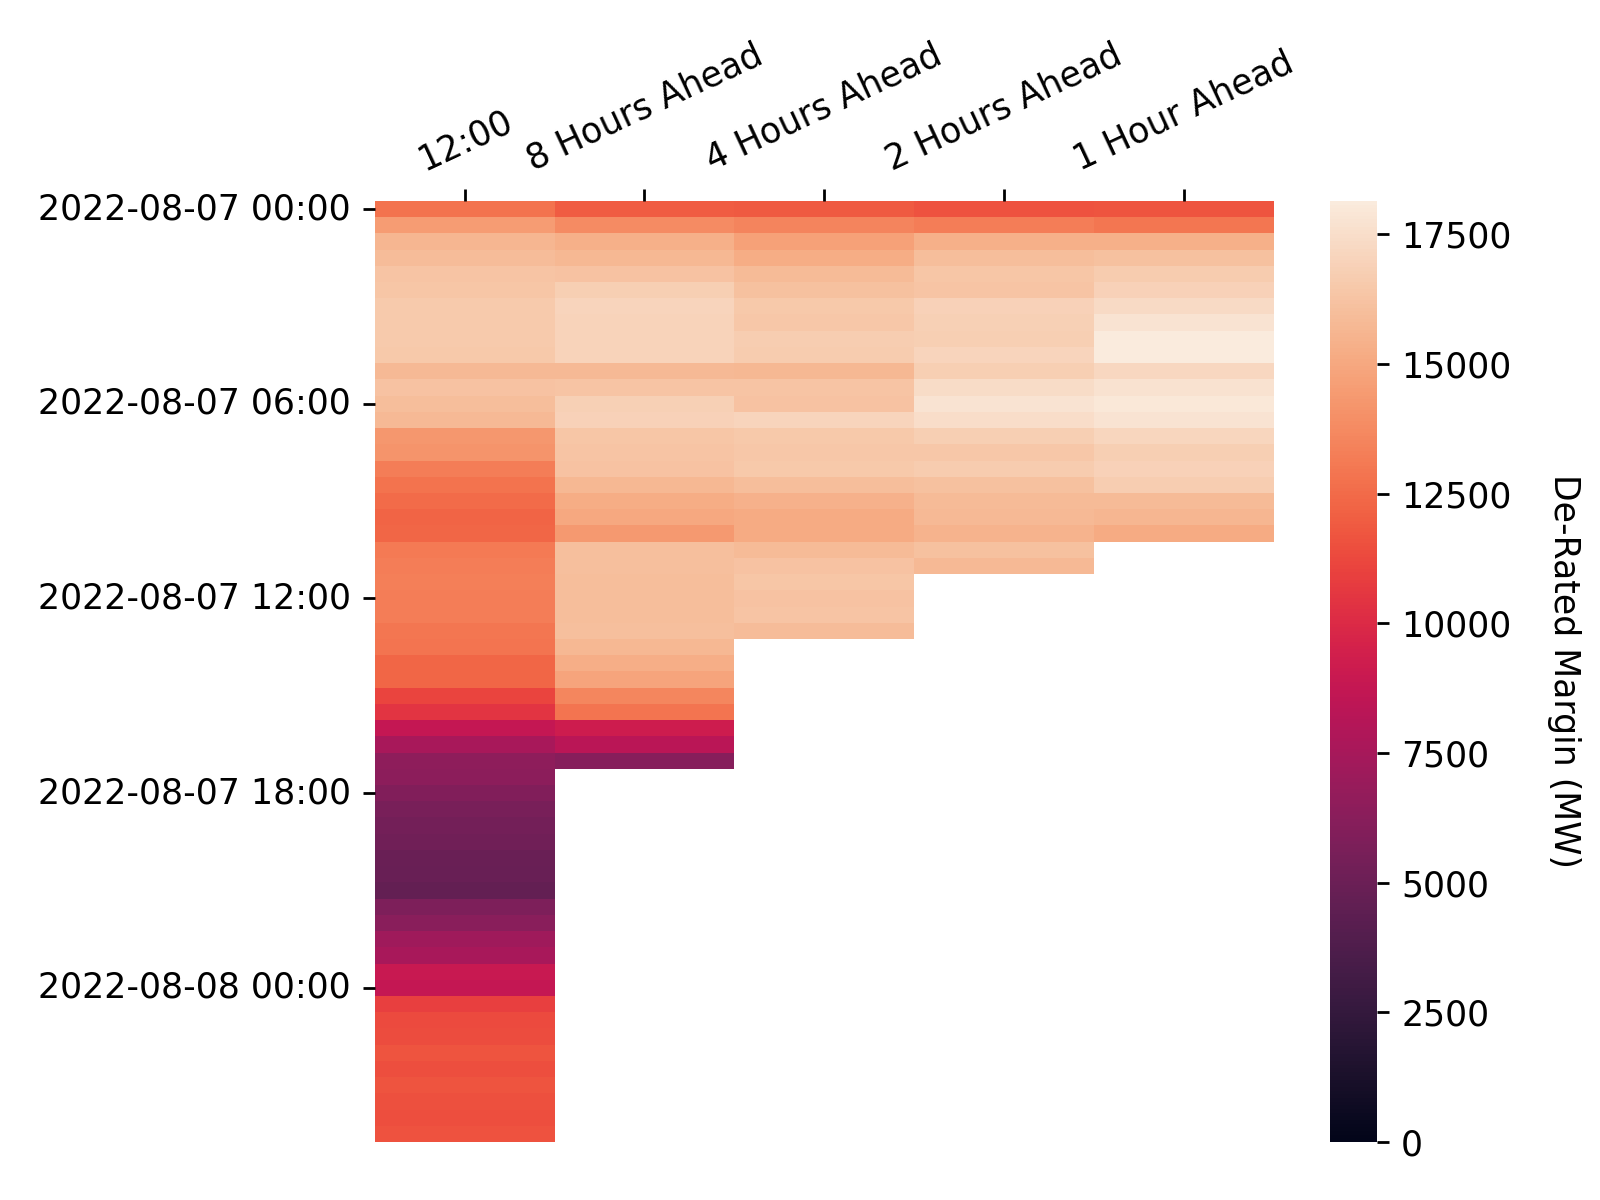 12:00
8 Hours Ahead
4 Hours Ahead
2 Hours Ahead
1 Hour Ahead
2022-08-07 00:00
2022-08-07 06:00
2022-08-07 12:00
2022-08-07 18:00
2022-08-08 00:00
17500
15000
12500
10000
7500
5000
2500
0
De-Rated Margin (MW)